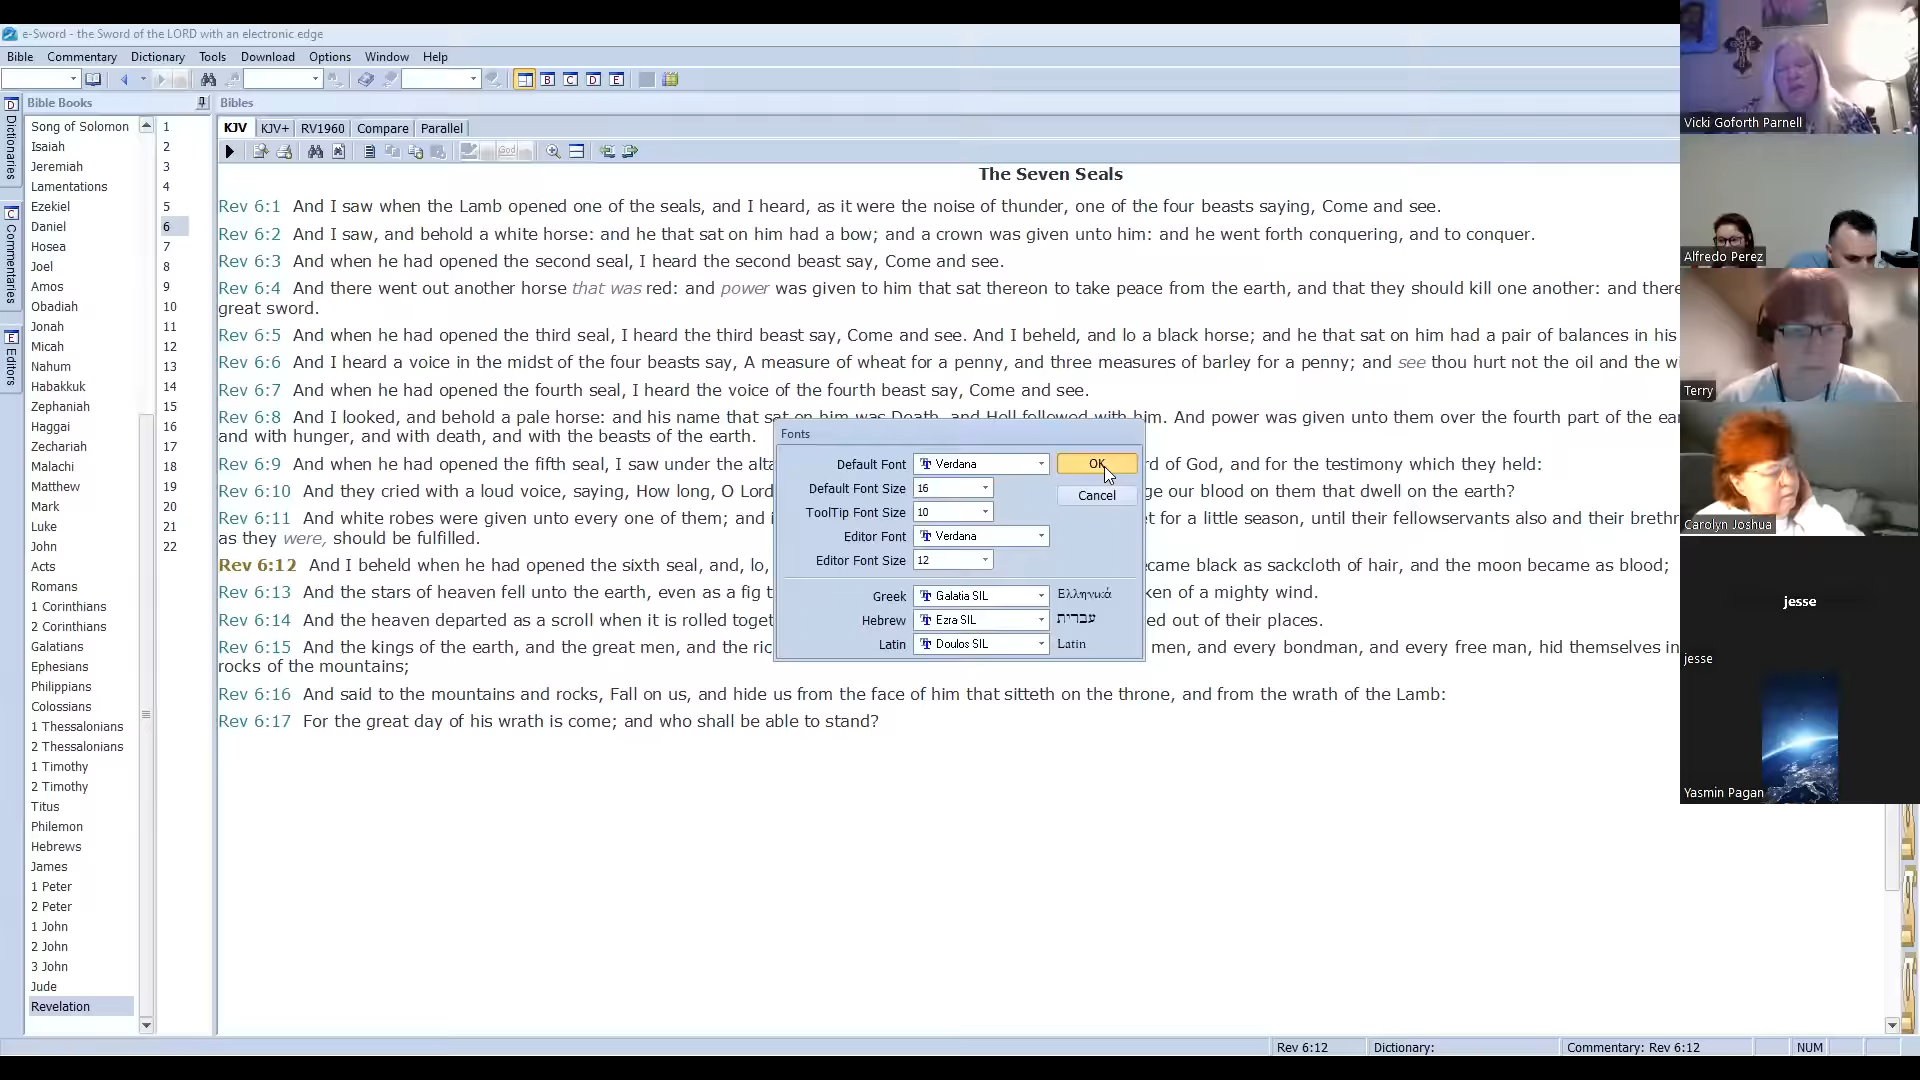 e-Sword - the Sword of the LORD with an electronic edge
Bible Commentary Dictionary Tools Download Options Window Help
B C D E
Bible Books
Bibles
D Dictionaries
C Commentaries
E Editors
Song of Solomon
Isaiah
Jeremiah
Lamentations
Ezekiel
Daniel
Hosea
Joel
Amos
Obadiah
Jonah
Micah
Nahum
Habakkuk
Zephaniah
Haggai
Zechariah
Malachi
Matthew
Mark
Luke
John
Acts
Romans
1 Corinthians
2 Corinthians
Galatians
Ephesians
Philippians
Colossians
1 Thessalonians
2 Thessalonians
1 Timothy
2 Timothy
Titus
Philemon
Hebrews
James
1 Peter
2 Peter
1 John
2 John
3 John
Jude
Revelation
1
2
3
4
5
6
7
8
9
10
11
12
13
14
15
16
17
18
19
20
21
22
KJV KJV+ RV1960 Compare Parallel
God
The Seven Seals
Rev 6:1 And I saw when the Lamb opened one of the seals, and I heard, as it were the noise of thunder, one of the four beasts saying, Come and see.
Rev 6:2 And I saw, and behold a white horse: and he that sat on him had a bow; and a crown was given unto him: and he went forth conquering, and to conquer.
Rev 6:3 And when he had opened the second seal, I heard the second beast say, Come and see.
Rev 6:4 And there went out another horse that was red: and power was given to him that sat thereon to take peace from the earth, and that they should kill one another: and there
great sword.
Rev 6:5 And when he had opened the third seal, I heard the third beast say, Come and see. And I beheld, and lo a black horse; and he that sat on him had a pair of balances in his
Rev 6:6 And I heard a voice in the midst of the four beasts say, A measure of wheat for a penny, and three measures of barley for a penny; and see thou hurt not the oil and the wi
Rev 6:7 And when he had opened the fourth seal, I heard the voice of the fourth beast say, Come and see.
Rev 6:8 And I looked, and behold a pale horse: and his name that sat on him was Death, and Hell followed with him. And power was given unto them over the fourth part of the ear
and with hunger, and with death, and with the beasts of the earth.
Rev 6:9 And when he had opened the fifth seal, I saw under the alta rd of God, and for the testimony which they held:
Rev 6:10 And they cried with a loud voice, saying, How long, O Lord ge our blood on them that dwell on the earth?
Rev 6:11 And white robes were given unto every one of them; and i t for a little season, until their fellowservants also and their brethr
as they were, should be fulfilled.
Rev 6:12 And I beheld when he had opened the sixth seal, and, lo, came black as sackcloth of hair, and the moon became as blood;
Rev 6:13 And the stars of heaven fell unto the earth, even as a fig t ken of a mighty wind.
Rev 6:14 And the heaven departed as a scroll when it is rolled toget ed out of their places.
Rev 6:15 And the kings of the earth, and the great men, and the ric men, and every bondman, and every free man, hid themselves in
rocks of the mountains;
Rev 6:16 And said to the mountains and rocks, Fall on us, and hide us from the face of him that sitteth on the throne, and from the wrath of the Lamb:
Rev 6:17 For the great day of his wrath is come; and who shall be able to stand?
Fonts
Default Font Verdana OK
Default Font Size 16 Cancel
ToolTip Font Size 10
Editor Font Verdana
Editor Font Size 12
Greek Galatia SIL Ελληνικά
Hebrew Ezra SIL עברית
Latin Doulos SIL Latin
Vicki Goforth Parnell
Alfredo Perez
Terry
Carolyn Joshua
jesse
jesse
Yasmin Pagan
Rev 6:12 Dictionary: Commentary: Rev 6:12 NUM